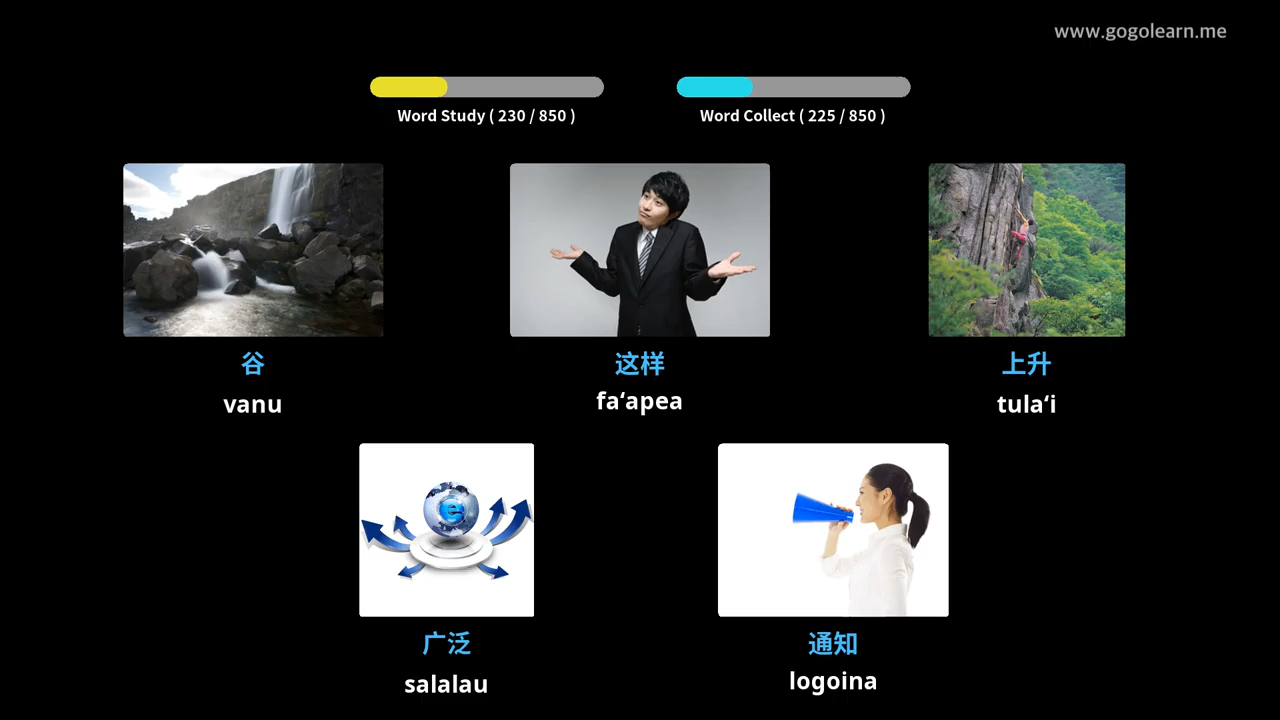 www.gogolearn.me
Word Study ( 230 / 850 )
Word Collect ( 225 / 850 )
谷
vanu
这样
fa‘apea
上升
tula‘i
e
广泛
salalau
通知
logoina